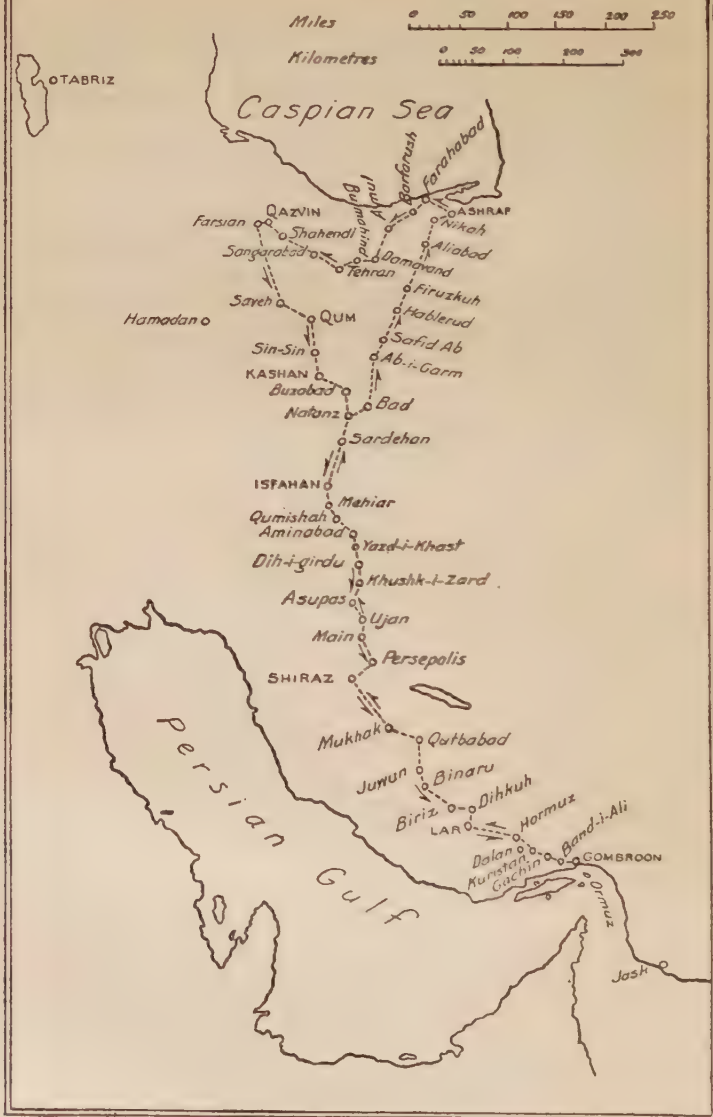 Miles
0 50 100 150 200 250
Kilometres
0 50 100 200 300
TABRIZ
Caspian Sea
Farahabad
Barfarush
Amul
Bumahind
ASHRAF
Nikah
QAZVIN
Farsian
Shahendi
Aliabad
Sangarabad
Damavand
Tehran
Firuzkuh
Saveh
Hablerud
Hamadan
QUM
Safid Ab
Sin-Sin
Ab-i-Garm
KASHAN
Buzabad
Bad
Natanz
Sardehan
ISFAHAN
Mehiar
Qumishah
Aminabad
Yazd-i-Khast
Dih-i-girdu
Khushk-i-Zard
Asupas
Ujan
Main
Persepolis
SHIRAZ
Mukhak
Qutbabad
Juwun
Binaru
Biriz
Dihkuh
LAR
Hormuz
Band-i-Ali
Dalan
Kuristan
Gachin
GOMBROON
Ormuz
Persian Gulf
Jask